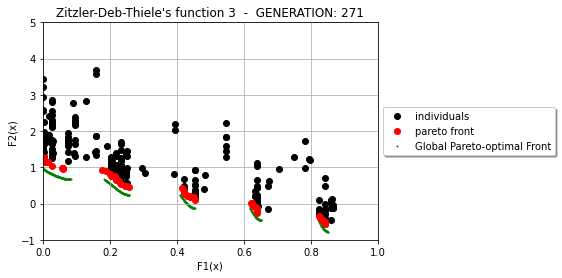 Zitzler-Deb-Thiele's function 3 - GENERATION: 271
F2(x)
5
4
3
2
1
0
-1
0.0 0.2 0.4 0.6 0.8 1.0
F1(x)
individuals
pareto front
Global Pareto-optimal Front